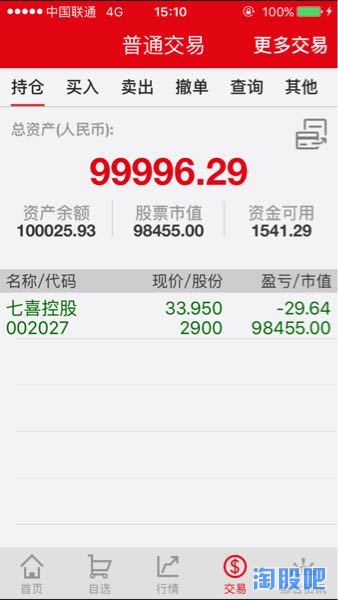 中国联通 4G 15:10 100%
普通交易 更多交易
持仓 买入 卖出 撤单 查询 其他
总资产(人民币):
99996.29
资产余额 股票市值 资金可用
100025.93 98455.00 1541.29
名称/代码 现价/股份 盈亏/市值
七喜控股 33.950 -29.64
002027 2900 98455.00
首页 自选 行情 交易
淘股吧